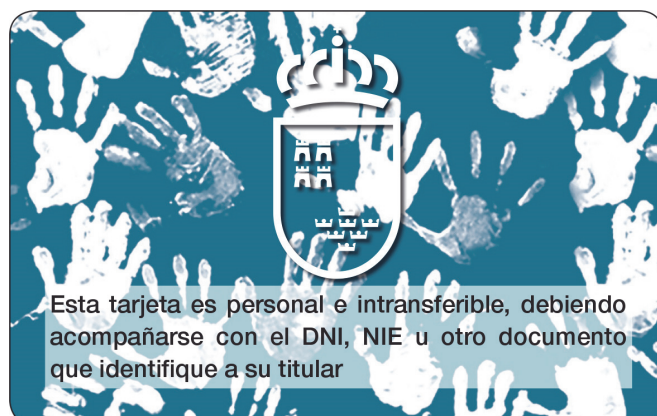 Esta tarjeta es personal e intransferible, debiendo
acompañarse con el DNI, NIE u otro documento
que identifique a su titular